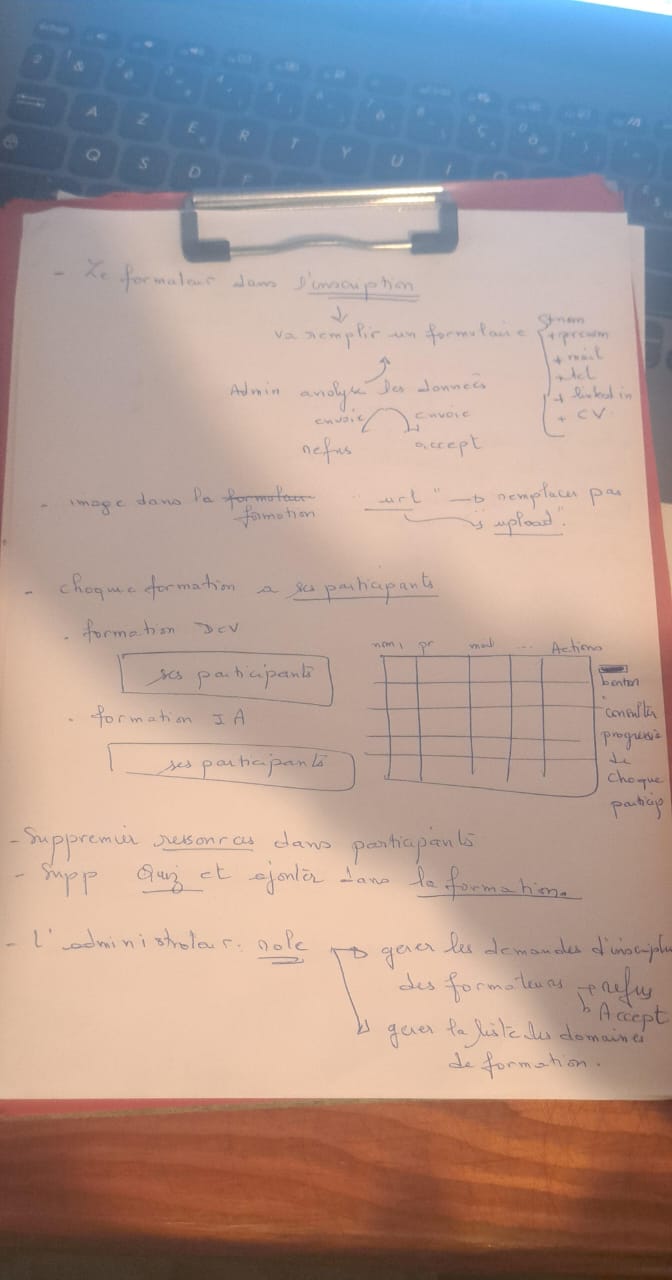 - Le formateur dans l'inscription
va remplir un formulaire
nom
+ prenom
+ mail
+ tel
+ linked in
+ CV
Admin analyse les données
envoie envoie
refus accept
- image dans la formateur "url" → remplacer par
formation "upload".
- chaque formation a ses participants
. formation DEV
ses participants
. formation IA
ses participants
nom, pr mail ... Actions
bouton
"consulter
progressio
de
chaque
particip
- Supprimer ressources dans participants
- Supp Quiz et ajouter dans la formation.
- L'administrateur: role → gerer les demandes d'inscriptio
des formateurs → refus
↳ Accept
↳ gerer la liste des domaines
de formation.
2 &
A Z E R T Y U I
Q S D F